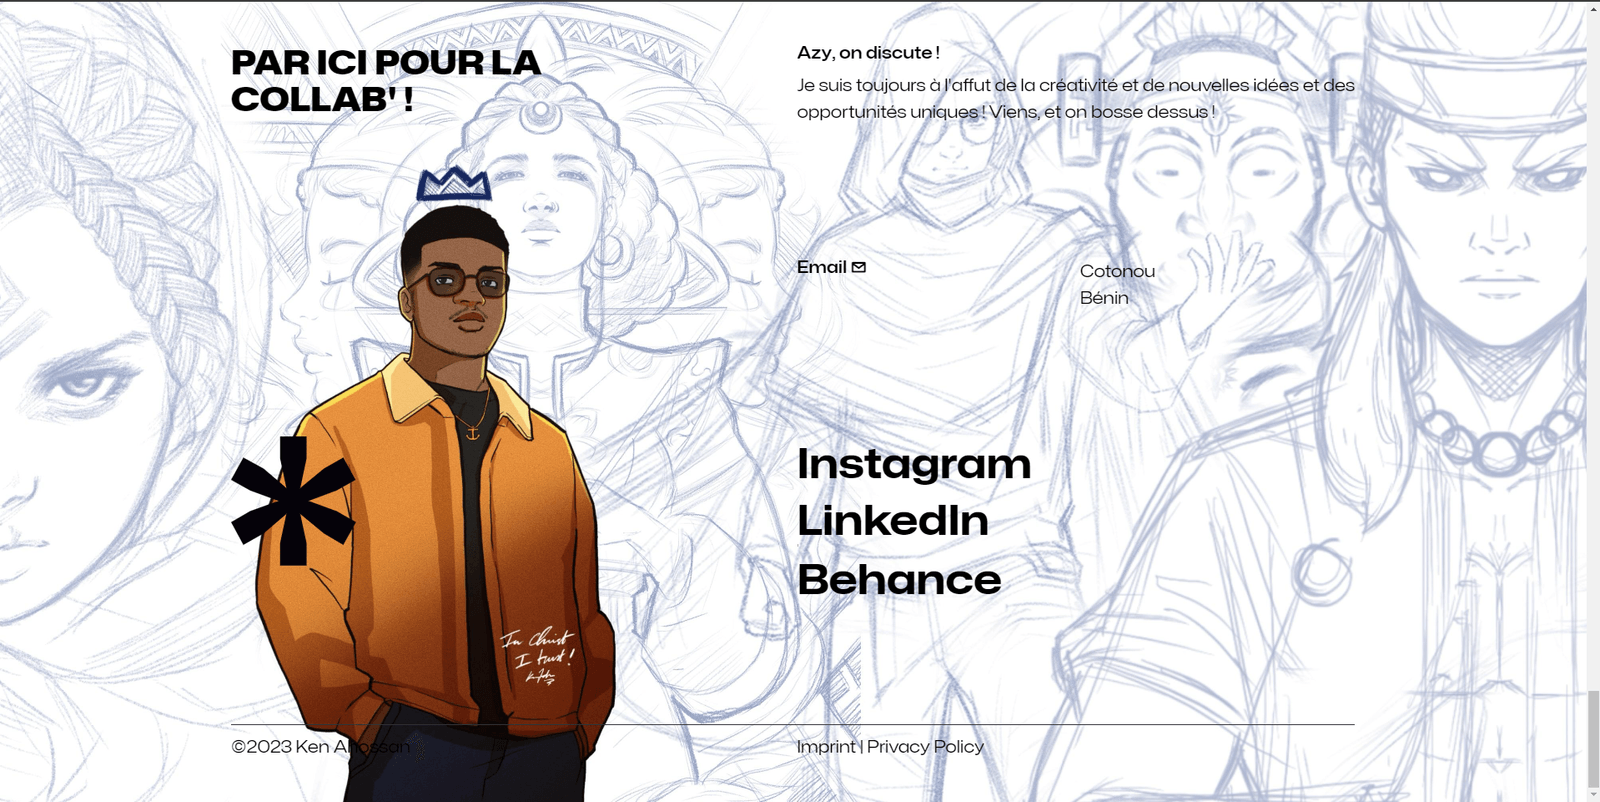 PAR ICI POUR LA
COLLAB' !
Azy, on discute !
Je suis toujours à l'affut de la créativité et de nouvelles idées et des
opportunités uniques ! Viens, et on bosse dessus !
Email
Cotonou
Bénin
Instagram
LinkedIn
Behance
In Christ
I trust!
©2023 Ken Ahossan
Imprint | Privacy Policy